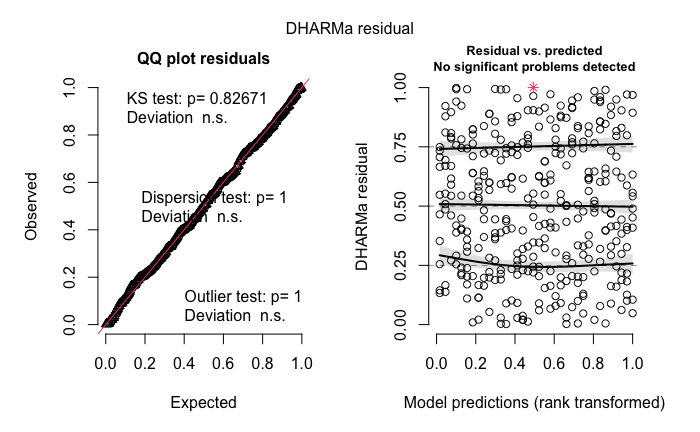 DHARMa residual
QQ plot residuals
KS test: p= 0.82671
Deviation n.s.
Dispersion test: p= 1
Deviation n.s.
Outlier test: p= 1
Deviation n.s.
Observed
0.0 0.2 0.4 0.6 0.8 1.0
0.0 0.2 0.4 0.6 0.8 1.0
Expected
Residual vs. predicted
No significant problems detected
DHARMa residual
0.00 0.25 0.50 0.75 1.00
0.0 0.2 0.4 0.6 0.8 1.0
Model predictions (rank transformed)